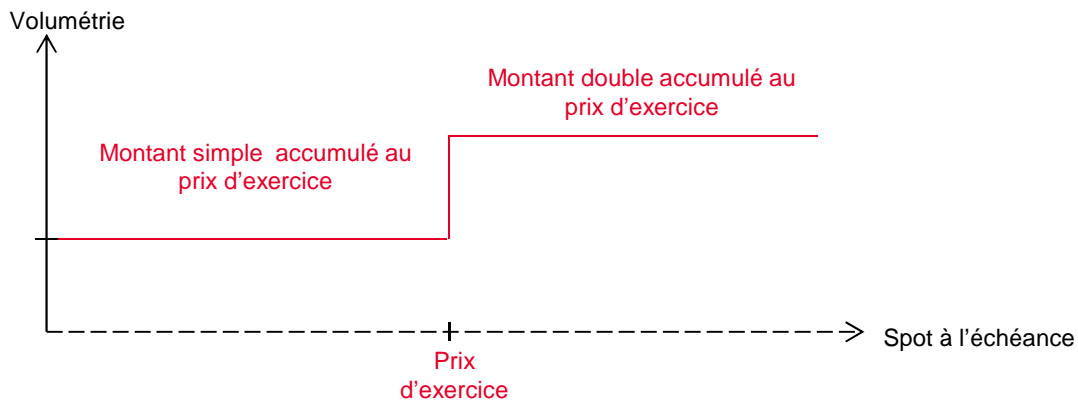 Volumétrie
Montant double accumulé au
prix d’exercice
Montant simple accumulé au
prix d’exercice
Spot à l’échéance
Prix
d’exercice